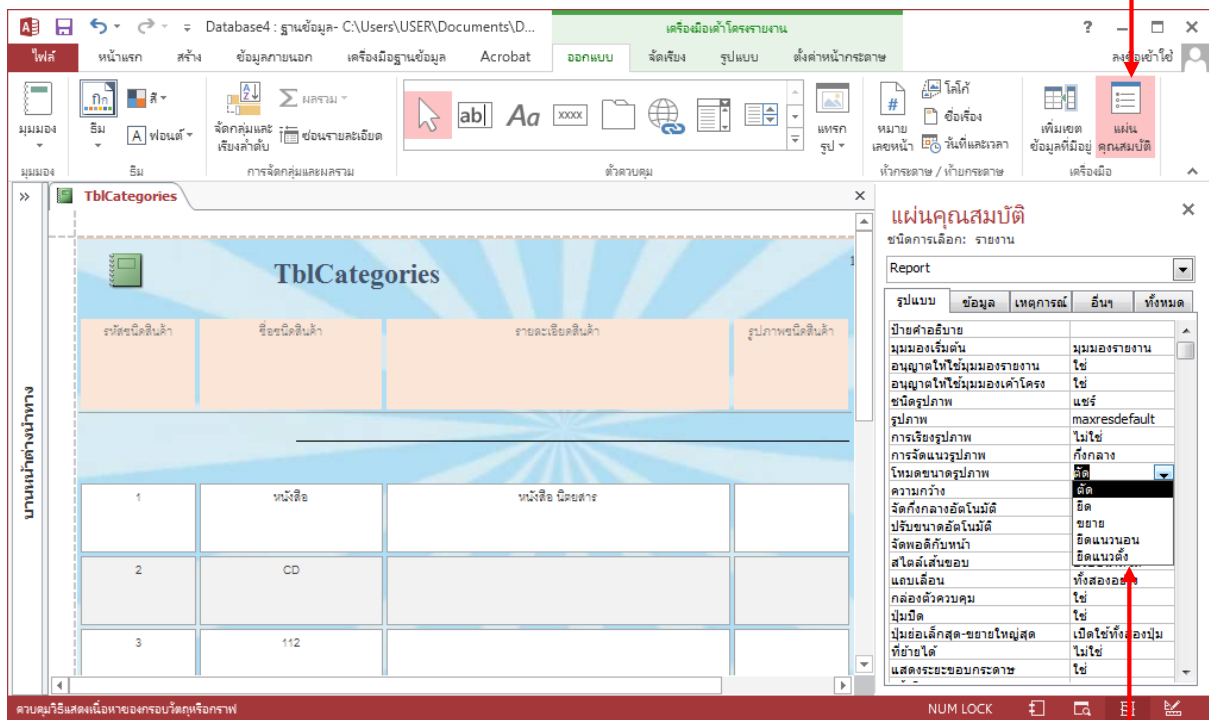 Database4 : ฐานข้อมูล- C:\Users\USER\Documents\D...
เครื่องมือเค้าโครงรายงาน
?
ไฟล์ หน้าแรก สร้าง ข้อมูลภายนอก เครื่องมือฐานข้อมูล Acrobat ออกแบบ จัดเรียง รูปแบบ ตั้งค่าหน้ากระดาษ
ลงชื่อเข้าใช้
มุมมอง
ธีม
สี
A ฟอนต์
จัดกลุ่มและเรียงลำดับ
Σ ผลรวม
ซ่อนรายละเอียด
ab Aa XXXX
แทรกรูป
หมายเลขหน้า
โลโก้
ชื่อเรื่อง
วันที่และเวลา
เพิ่มเขตข้อมูลที่มีอยู่
แผ่นคุณสมบัติ
มุมมอง ธีม การจัดกลุ่มและผลรวม ตัวควบคุม หัวกระดาษ / ท้ายกระดาษ เครื่องมือ
TblCategories
บานหน้าต่างนำทาง
TblCategories
1
รหัสชนิดสินค้า ชื่อชนิดสินค้า รายละเอียดสินค้า รูปภาพชนิดสินค้า
1 หนังสือ หนังสือ นิตยสาร
2 CD
3 112
แผ่นคุณสมบัติ
ชนิดการเลือก: รายงาน
Report
รูปแบบ ข้อมูล เหตุการณ์ อื่นๆ ทั้งหมด
ป้ายคำอธิบาย
มุมมองเริ่มต้น มุมมองรายงาน
อนุญาตให้ใช้มุมมองรายงาน ใช่
อนุญาตให้ใช้มุมมองเค้าโครง ใช่
ชนิดรูปภาพ แชร์
รูปภาพ maxresdefault
การเรียงรูปภาพ ไม่ใช่
การจัดแนวรูปภาพ กึ่งกลาง
โหมดขนาดรูปภาพ ตัด
ความกว้าง
จัดกึ่งกลางอัตโนมัติ
ปรับขนาดอัตโนมัติ
จัดพอดีกับหน้า
สไตล์เส้นขอบ
ตัด
ยืด
ขยาย
ยืดแนวนอน
ยืดแนวตั้ง
แถบเลื่อน ทั้งสองอย่าง
กล่องตัวควบคุม ใช่
ปุ่มปิด ใช่
ปุ่มย่อเล็กสุด-ขยายใหญ่สุด เปิดใช้ทั้งสองปุ่ม
ที่ย้ายได้ ไม่ใช่
แสดงระยะขอบกระดาษ ใช่
ควบคุมวิธีแสดงเนื้อหาของกรอบวัตถุหรือกราฟ
NUM LOCK